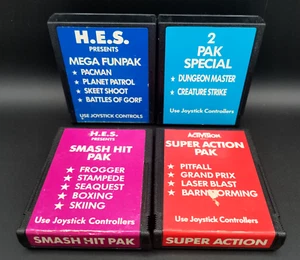 H.E.S.
PRESENTS
MEGA FUNPAK
★ PACMAN
★ PLANET PATROL
★ SKEET SHOOT
★ BATTLES OF GORF
USE JOYSTICK CONTROLS
2
PAK
SPECIAL
★ DUNGEON MASTER
★ CREATURE STRIKE
Use Joystick Controllers
H.E.S.
PRESENTS
SMASH HIT
PAK
★ FROGGER
★ STAMPEDE
★ SEAQUEST
★ BOXING
★ SKIING
Use Joystick Controllers
SMASH HIT PAK
ACTIVISION
SUPER ACTION
PAK
★ PITFALL
★ GRAND PRIX
★ LASER BLAST
★ BARNSTORMING
Use Joystick Controllers
SUPER ACTION